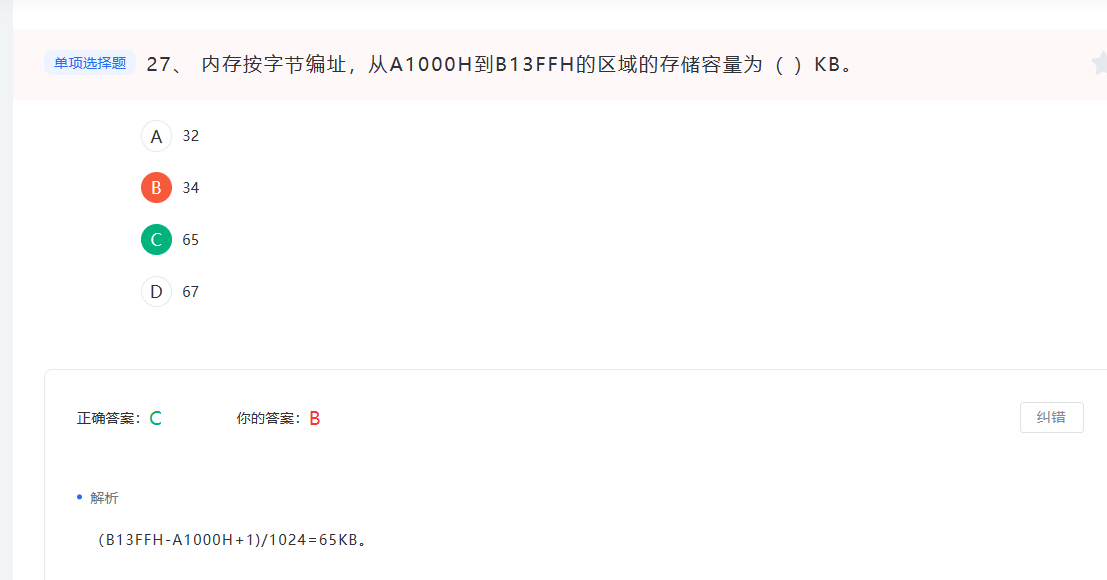 单项选择题 27、 内存按字节编址，从A1000H到B13FFH的区域的存储容量为（ ）KB。
A 32
B 34
C 65
D 67
正确答案：C 你的答案：B 纠错
解析
(B13FFH-A1000H+1)/1024=65KB。